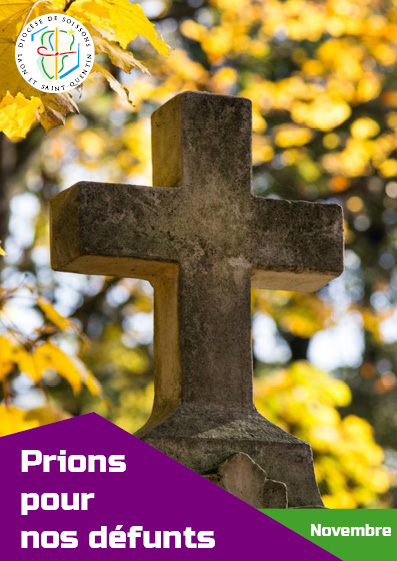 DIOCÈSE DE SOISSONS
LAON ET SAINT-QUENTIN
Prions
pour
nos défunts
Novembre